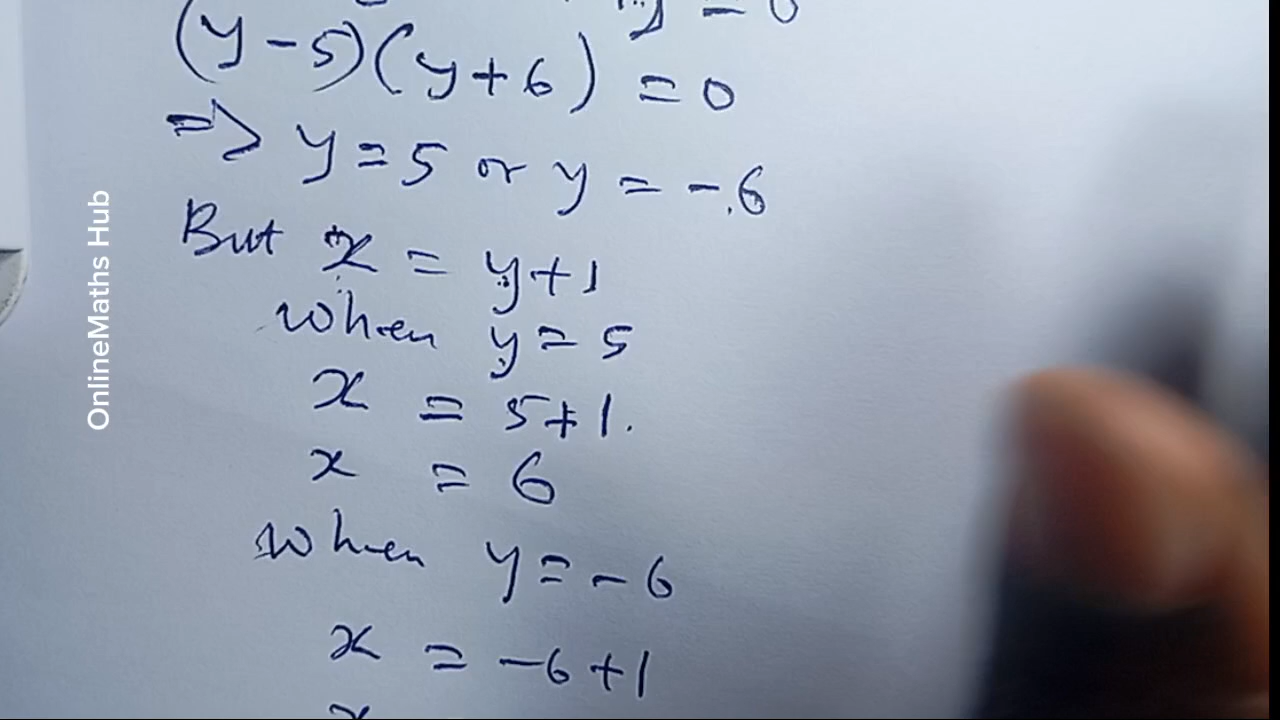 y = 0
(y-5)(y+6) = 0
=> y = 5 or y = -6
But x = y+1
when y = 5
x = 5+1.
x = 6
when y = -6
x = -6+1
x
OnlineMaths Hub